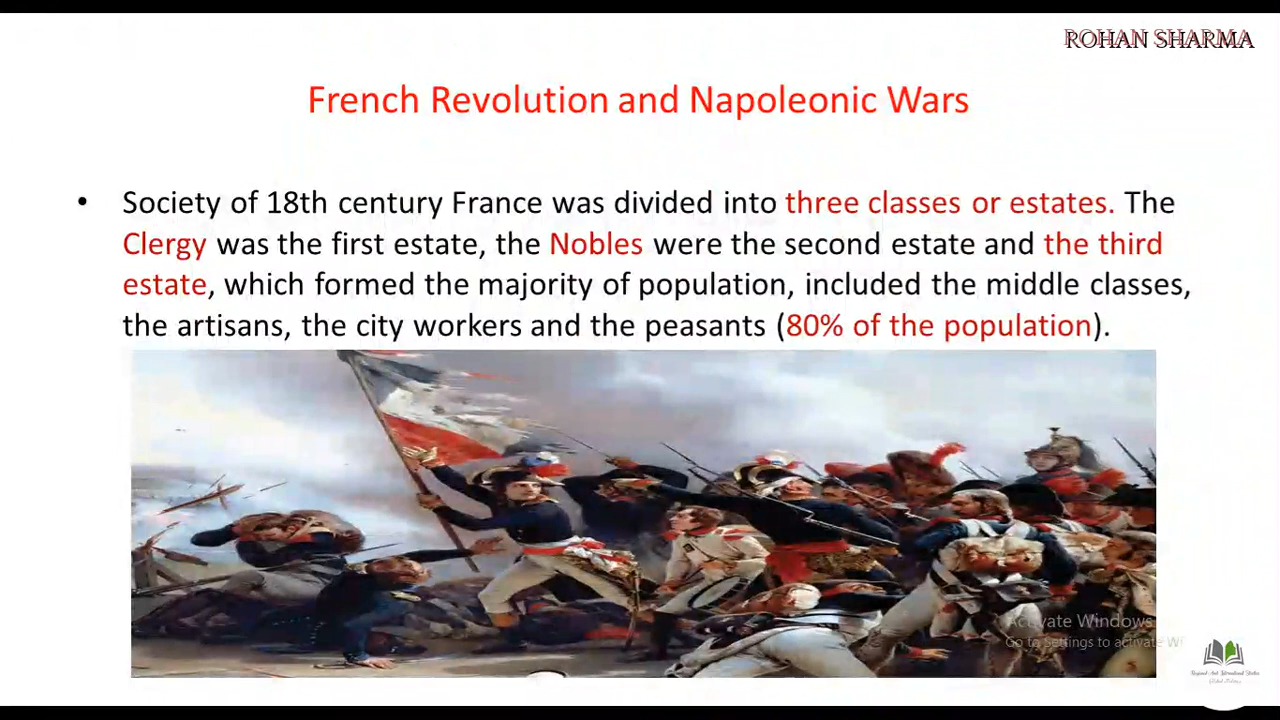 ROHAN SHARMA
French Revolution and Napoleonic Wars
• Society of 18th century France was divided into three classes or estates. The
Clergy was the first estate, the Nobles were the second estate and the third
estate, which formed the majority of population, included the middle classes,
the artisans, the city workers and the peasants (80% of the population).
Activate Windows
Go to Settings to activate Wi